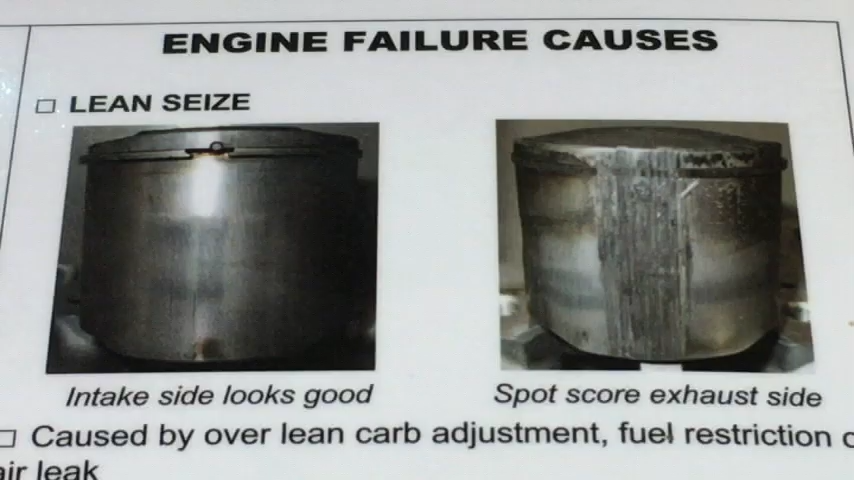 ENGINE FAILURE CAUSES
LEAN SEIZE
Intake side looks good
Spot score exhaust side
Caused by over lean carb adjustment, fuel restriction
air leak